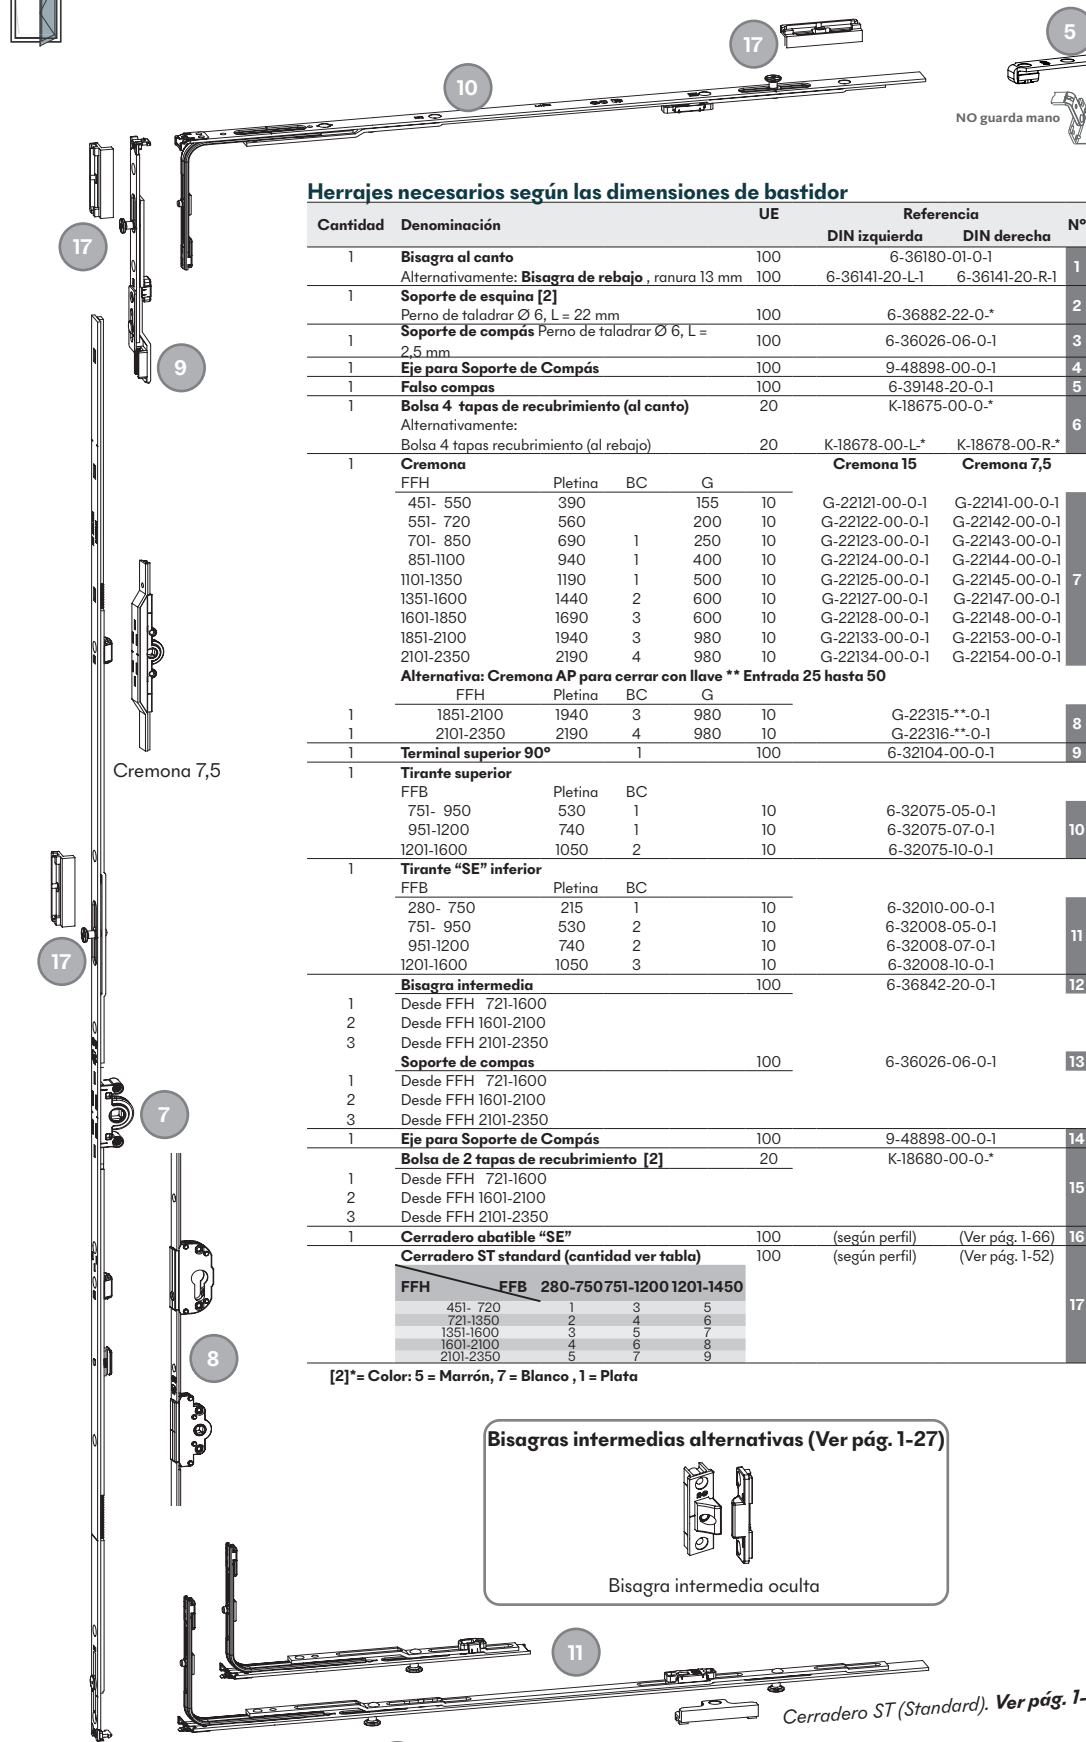 17
5
10
NO guarda mano
17
9
Cremona 7,5
17
7
8
Herrajes necesarios según las dimensiones de bastidor
Cantidad Denominación UE Referencia Nº
DIN izquierda DIN derecha
1 Bisagra al canto 100 6-36180-01-0-1 1
Alternativamente: Bisagra de rebajo , ranura 13 mm 100 6-36141-20-L-1 6-36141-20-R-1
1 Soporte de esquina [2] 2
Perno de taladrar Ø 6, L = 22 mm 100 6-36882-22-0-*
1 Soporte de compás Perno de taladrar Ø 6, L = 2,5 mm 100 6-36026-06-0-1 3
1 Eje para Soporte de Compás 100 9-48898-00-0-1 4
1 Falso compas 100 6-39148-20-0-1 5
1 Bolsa 4 tapas de recubrimiento (al canto) 20 K-18675-00-0-* 6
Alternativamente:
Bolsa 4 tapas recubrimiento (al rebajo) 20 K-18678-00-L-* K-18678-00-R-*
1 Cremona Cremona 15 Cremona 7,5
FFH Pletina BC G
451- 550 390 155 10 G-22121-00-0-1 G-22141-00-0-1
551- 720 560 200 10 G-22122-00-0-1 G-22142-00-0-1
701- 850 690 1 250 10 G-22123-00-0-1 G-22143-00-0-1
851-1100 940 1 400 10 G-22124-00-0-1 G-22144-00-0-1
1101-1350 1190 1 500 10 G-22125-00-0-1 G-22145-00-0-1 7
1351-1600 1440 2 600 10 G-22127-00-0-1 G-22147-00-0-1
1601-1850 1690 3 600 10 G-22128-00-0-1 G-22148-00-0-1
1851-2100 1940 3 980 10 G-22133-00-0-1 G-22153-00-0-1
2101-2350 2190 4 980 10 G-22134-00-0-1 G-22154-00-0-1
Alternativa: Cremona AP para cerrar con llave ** Entrada 25 hasta 50
FFH Pletina BC G
1 1851-2100 1940 3 980 10 G-22315-**-0-1 8
1 2101-2350 2190 4 980 10 G-22316-**-0-1
1 Terminal superior 90º 1 100 6-32104-00-0-1 9
1 Tirante superior
FFB Pletina BC
751- 950 530 1 10 6-32075-05-0-1
951-1200 740 1 10 6-32075-07-0-1 10
1201-1600 1050 2 10 6-32075-10-0-1
1 Tirante “SE” inferior
FFB Pletina BC
280- 750 215 1 10 6-32010-00-0-1
751- 950 530 2 10 6-32008-05-0-1 11
951-1200 740 2 10 6-32008-07-0-1
1201-1600 1050 3 10 6-32008-10-0-1
Bisagra intermedia 100 6-36842-20-0-1 12
1 Desde FFH 721-1600
2 Desde FFH 1601-2100
3 Desde FFH 2101-2350
Soporte de compas 100 6-36026-06-0-1 13
1 Desde FFH 721-1600
2 Desde FFH 1601-2100
3 Desde FFH 2101-2350
1 Eje para Soporte de Compás 100 9-48898-00-0-1 14
Bolsa de 2 tapas de recubrimiento [2] 20 K-18680-00-0-*
1 Desde FFH 721-1600 15
2 Desde FFH 1601-2100
3 Desde FFH 2101-2350
1 Cerradero abatible “SE” 100 (según perfil) (Ver pág. 1-66) 16
Cerradero ST standard (cantidad ver tabla) 100 (según perfil) (Ver pág. 1-52)
FFH FFB 280-750 751-1200 1201-1450
451- 720 1 3 5 17
721-1350 2 4 6
1351-1600 3 5 7
1601-2100 4 6 8
2101-2350 5 7 9
[2]*= Color: 5 = Marrón, 7 = Blanco , 1 = Plata
Bisagras intermedias alternativas (Ver pág. 1-27)
Bisagra intermedia oculta
11
Cerradero ST (Standard). Ver pág. 1-